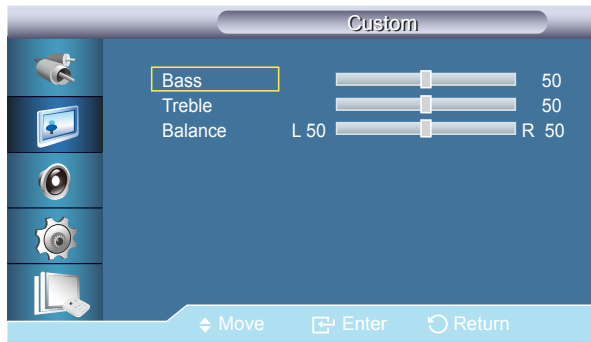 Custom
Bass 50
Treble 50
Balance L 50 R 50
Move Enter Return